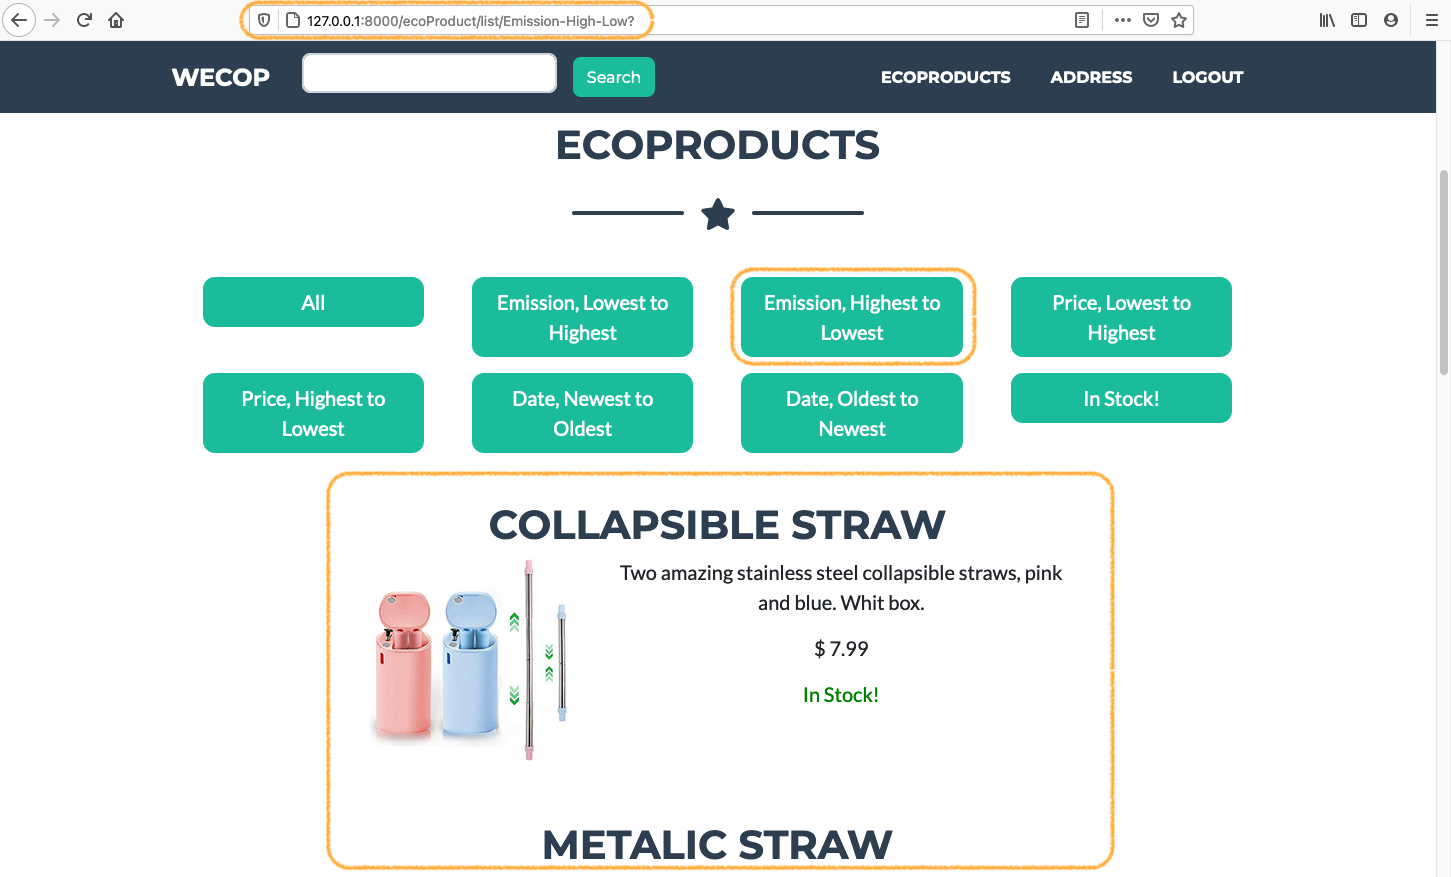 127.0.0.1:8000/ecoProduct/list/Emission-High-Low?
WECOP
Search
ECOPRODUCTS
ADDRESS
LOGOUT
ECOPRODUCTS
All
Emission, Lowest to
Highest
Emission, Highest to
Lowest
Price, Lowest to
Highest
Price, Highest to
Lowest
Date, Newest to
Oldest
Date, Oldest to
Newest
In Stock!
COLLAPSIBLE STRAW
Two amazing stainless steel collapsible straws, pink
and blue. Whit box.
$ 7.99
In Stock!
METALIC STRAW